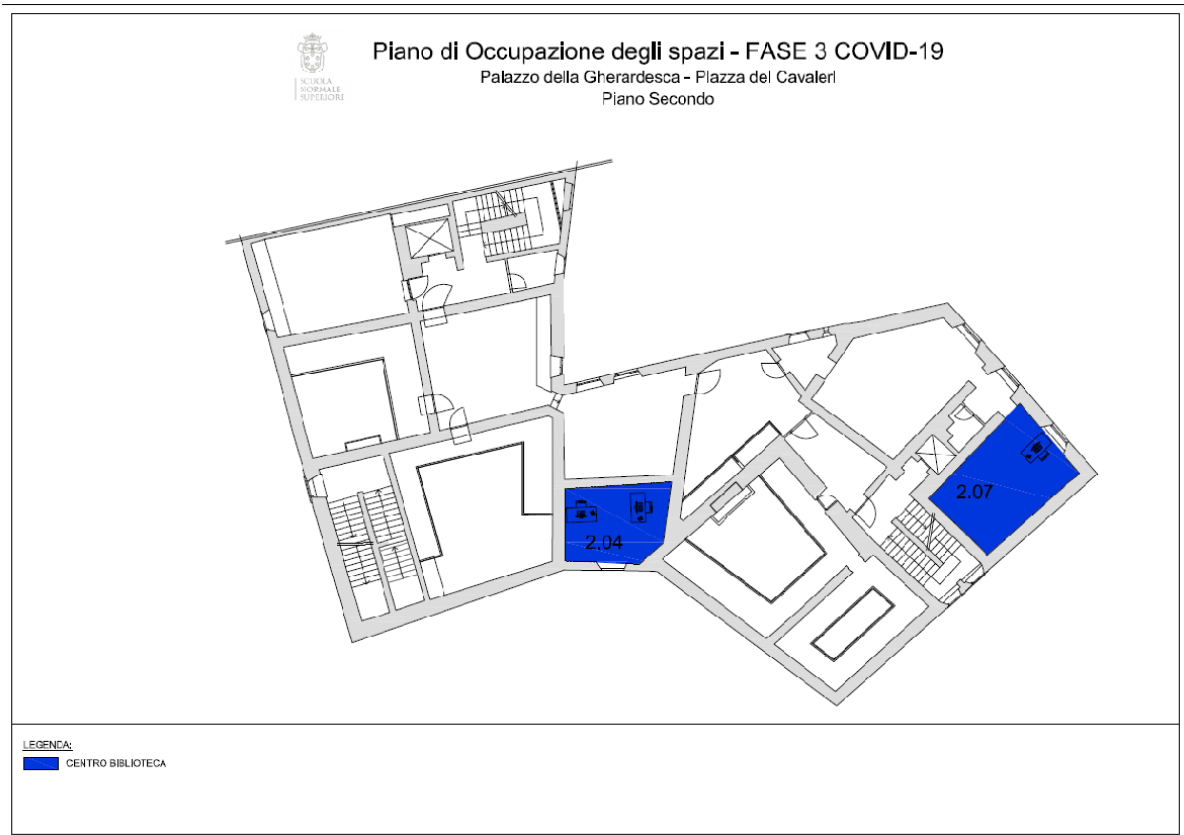 Piano di Occupazione degli spazi - FASE 3 COVID-19
SCUOLA
NORMALE
SUPERIORE
Palazzo della Gherardesca - Piazza dei Cavalieri
Piano Secondo
2.07
2.04
LEGENDA:
CENTRO BIBLIOTECA